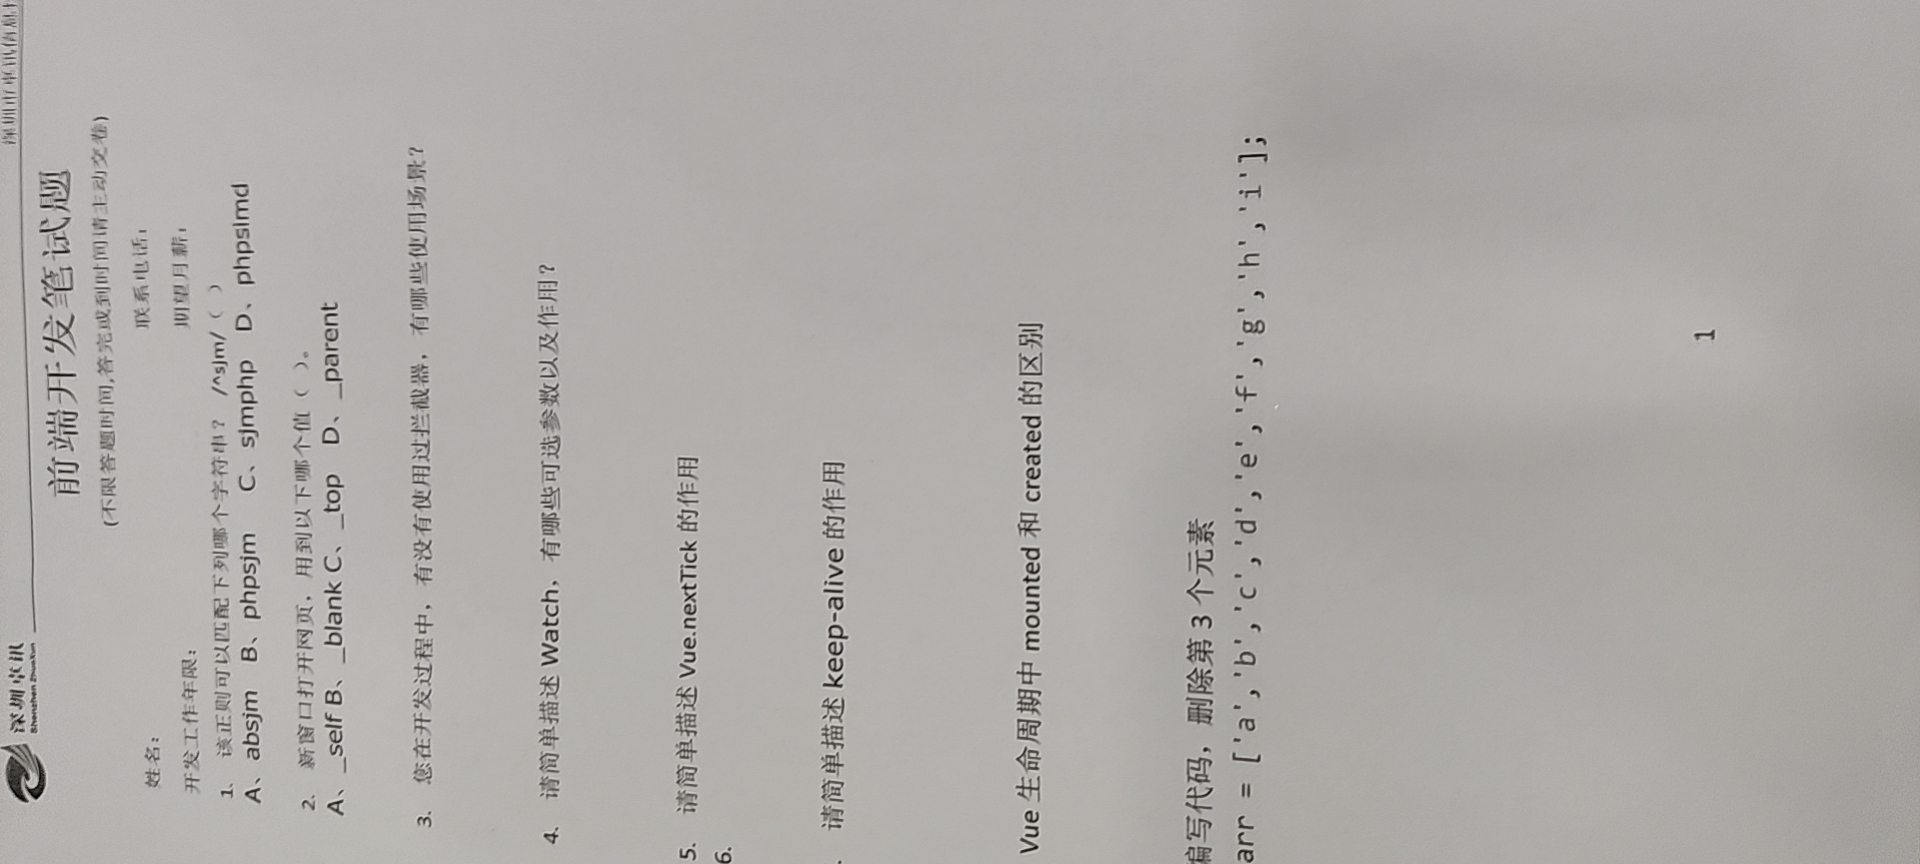 深圳卓讯
Shenzhen ZhuoXun
前端开发笔试题
(不限答题时间,答完或到时间请主动交卷)
姓名: 联系电话:
开发工作年限: 期望月薪:
1. 该正则可以匹配下列哪个字符串? /^sjm/ ( )
A、absjm B、phpsjm C、sjmphp D、phpslmd
2. 新窗口打开网页,用到以下哪个值( )。
A、_self B、_blank C、_top D、_parent
3. 您在开发过程中,有没有使用过拦截器,有哪些使用场景?
4. 请简单描述 Watch,有哪些可选参数以及作用?
5. 请简单描述 Vue.nextTick 的作用
6.
. 请简单描述 keep-alive 的作用
Vue 生命周期中 mounted 和 created 的区别
编写代码,删除第 3 个元素
arr = ['a','b','c','d','e','f','g','h','i'];
1